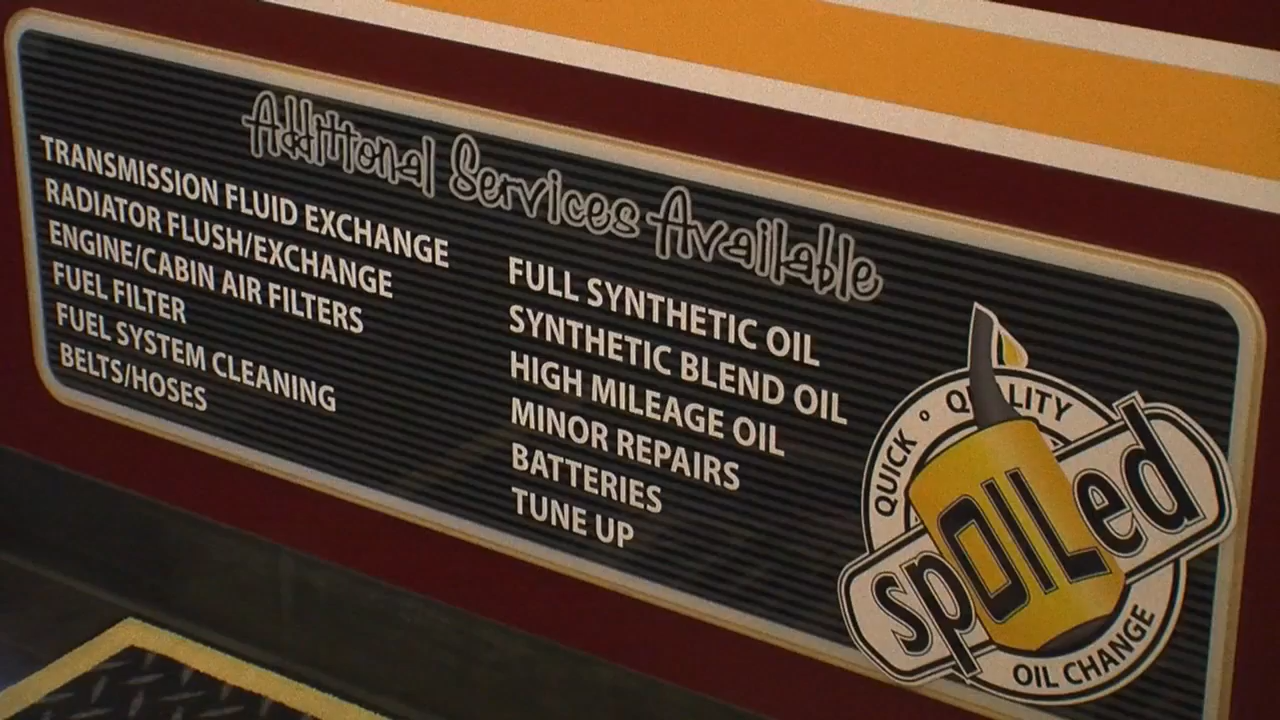 Additional Services Available
TRANSMISSION FLUID EXCHANGE
RADIATOR FLUSH/EXCHANGE
ENGINE/CABIN AIR FILTERS
FUEL FILTER
FUEL SYSTEM CLEANING
BELTS/HOSES
FULL SYNTHETIC OIL
SYNTHETIC BLEND OIL
HIGH MILEAGE OIL
MINOR REPAIRS
BATTERIES
TUNE UP
QUICK ° QUALITY
spOILed
OIL CHANGE